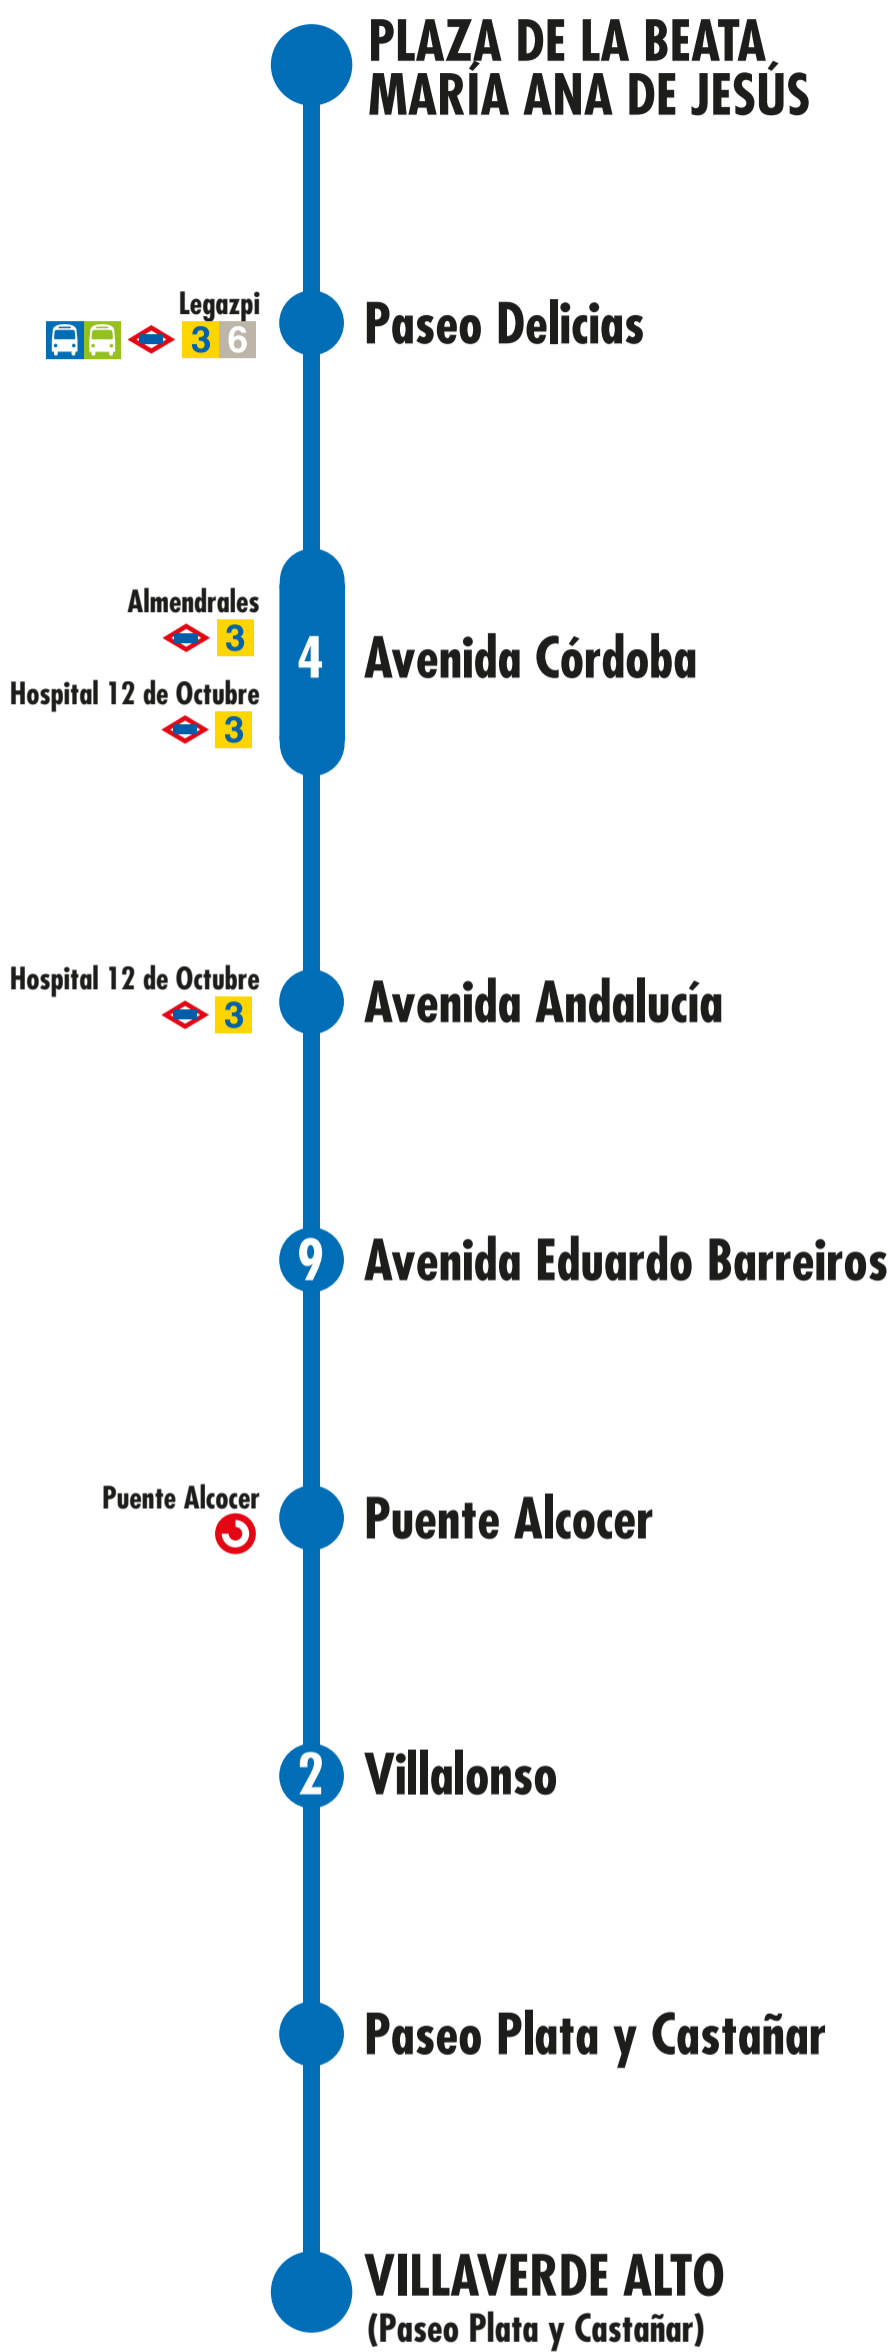 PLAZA DE LA BEATA
MARÍA ANA DE JESÚS
Legazpi
3 6
Paseo Delicias
Almendrales
3
Hospital 12 de Octubre
3
4
Avenida Córdoba
Hospital 12 de Octubre
3
Avenida Andalucía
9
Avenida Eduardo Barreiros
Puente Alcocer
Puente Alcocer
2
Villalonso
Paseo Plata y Castañar
VILLAVERDE ALTO
(Paseo Plata y Castañar)